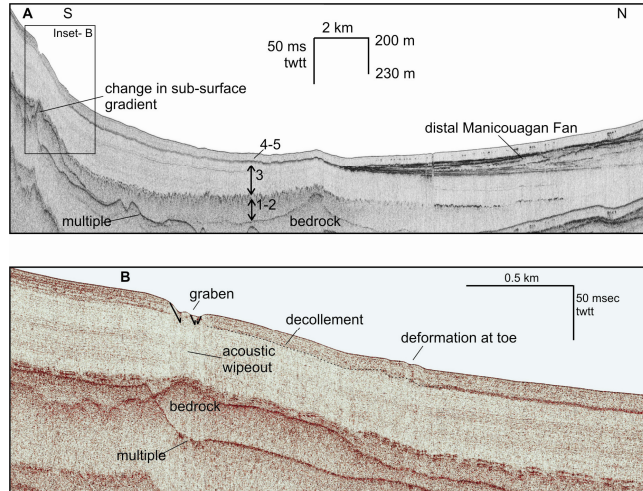 A
S
N
Inset- B
2 km
200 m
50 ms
twtt
230 m
change in sub-surface
gradient
distal Manicouagan Fan
4-5
3
1-2
multiple
bedrock
B
0.5 km
graben
50 msec
twtt
decollement
deformation at toe
acoustic
wipeout
bedrock
multiple